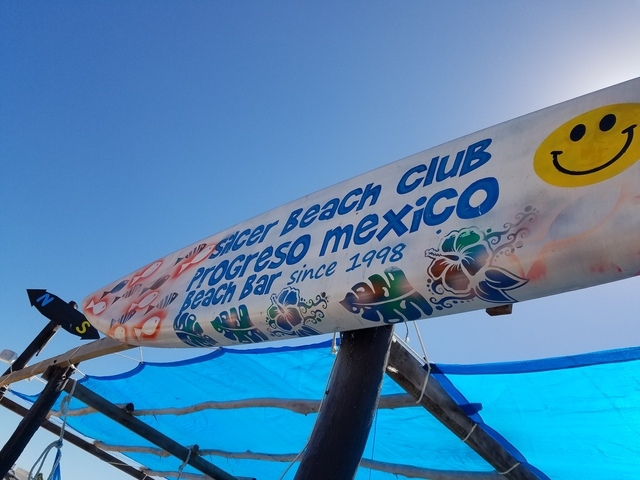 Sacer Beach Club
Progreso mexico
Beach Bar since 1998
N
S